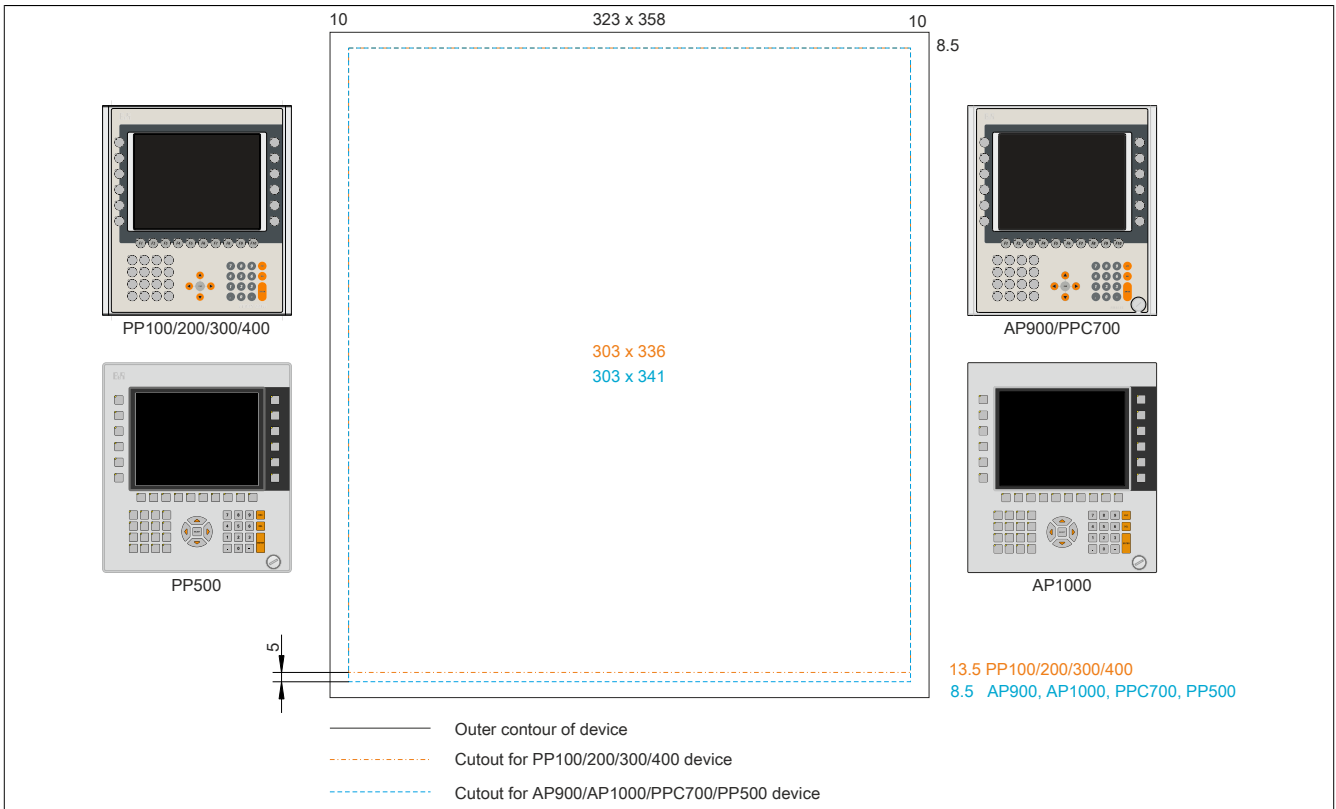 10 323 x 358 10
8.5
PP100/200/300/400
AP900/PPC700
303 x 336
303 x 341
PP500
AP1000
5
13.5 PP100/200/300/400
8.5 AP900, AP1000, PPC700, PP500
Outer contour of device
Cutout for PP100/200/300/400 device
Cutout for AP900/AP1000/PPC700/PP500 device